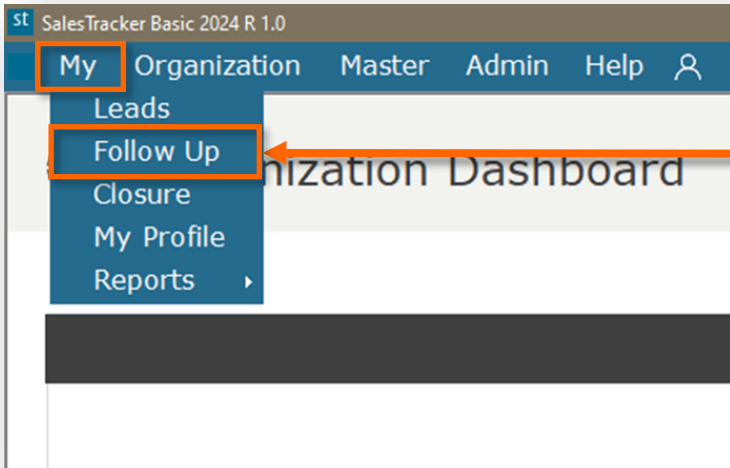 st SalesTracker Basic 2024 R 1.0
My Organization Master Admin Help
Leads
Follow Up
nization Dashboard
Closure
My Profile
Reports